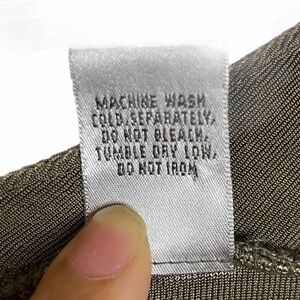 MACHINE WASH
COLD,SEPARATELY,
DO NOT BLEACH,
TUMBLE DRY LOW,
DO NOT IRON